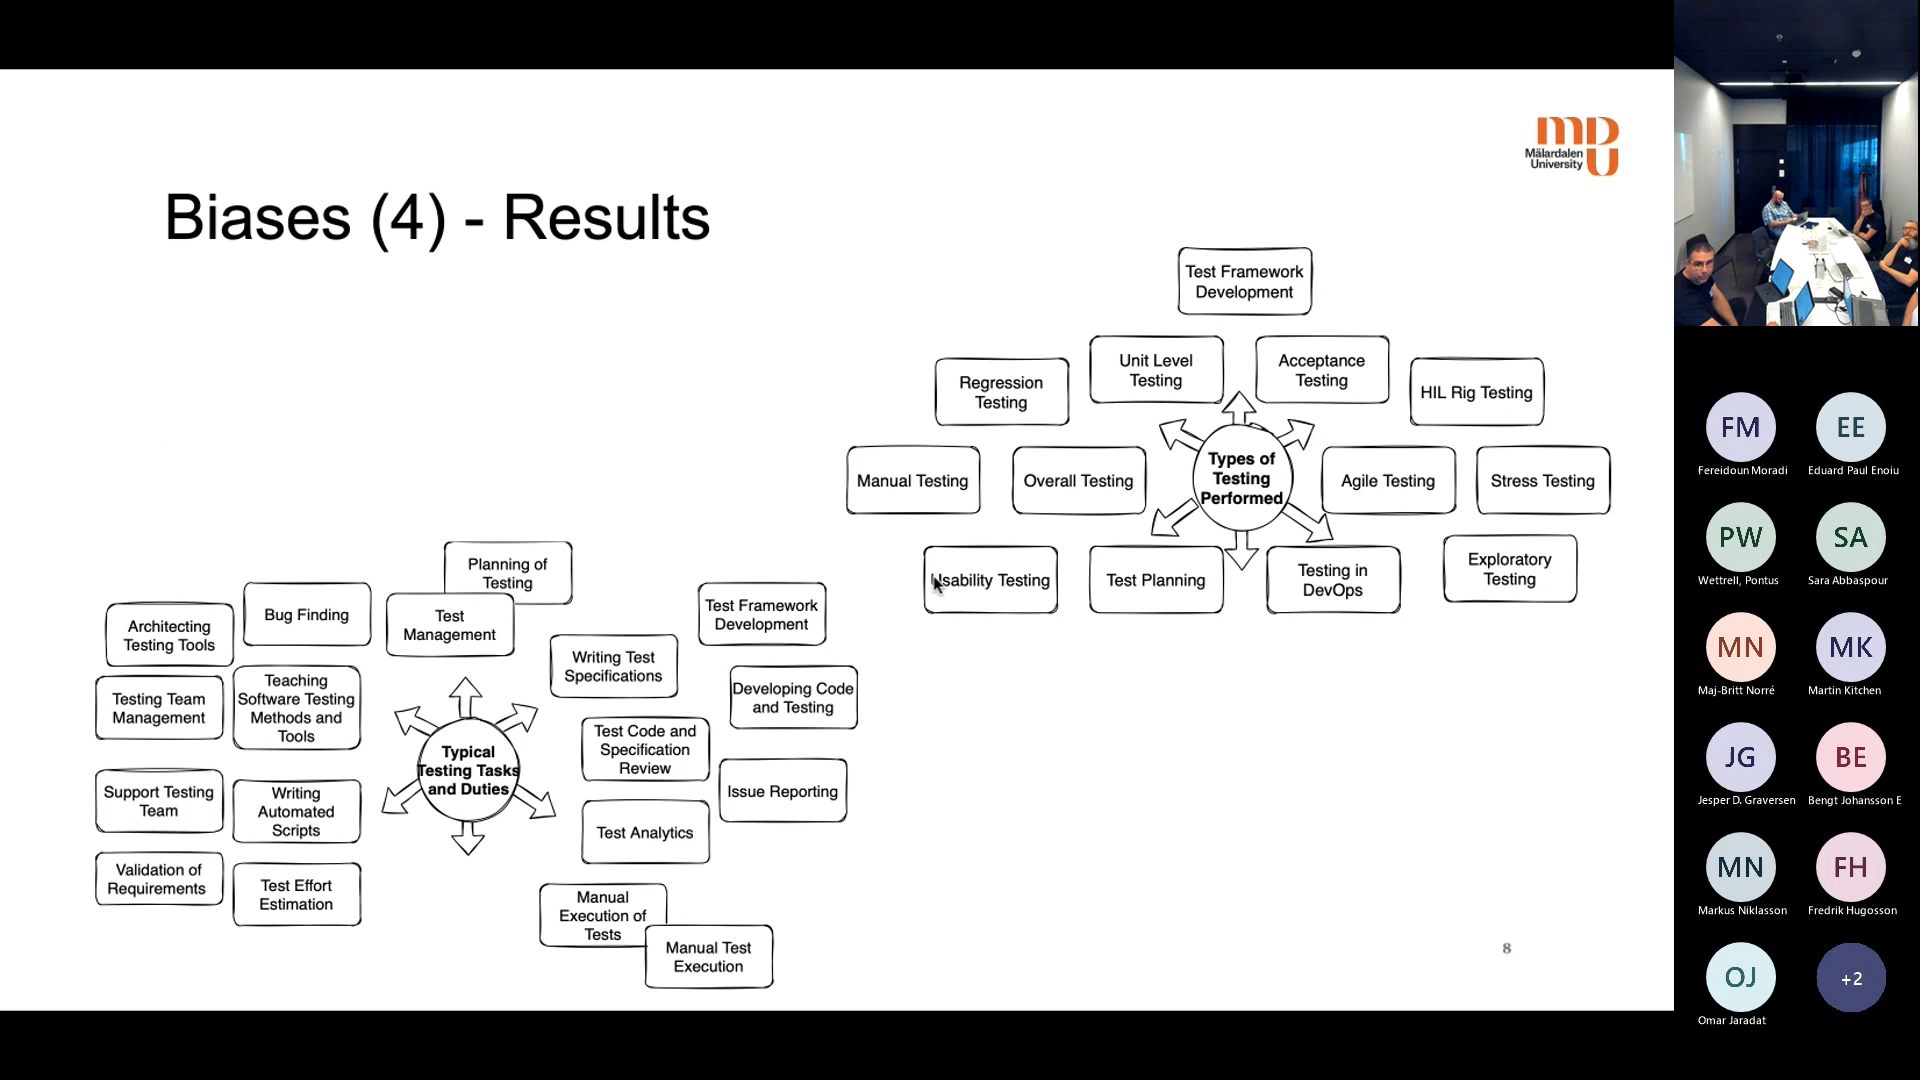 mDU
Mälardalen
University
Biases (4) - Results
Test Framework
Development
Unit Level
Testing
Acceptance
Testing
Regression
Testing
HIL Rig Testing
Manual Testing
Overall Testing
Types of
Testing
Performed
Agile Testing
Stress Testing
Usability Testing
Test Planning
Testing in
DevOps
Exploratory
Testing
Planning of
Testing
Test
Management
Bug Finding
Architecting
Testing Tools
Test Framework
Development
Writing Test
Specifications
Testing Team
Management
Teaching
Software Testing
Methods and
Tools
Developing Code
and Testing
Typical
Testing Tasks
and Duties
Test Code and
Specification
Review
Support Testing
Team
Writing
Automated
Scripts
Issue Reporting
Test Analytics
Validation of
Requirements
Test Effort
Estimation
Manual
Execution of
Tests
Manual Test
Execution
8
FM
Fereidoun Moradi
EE
Eduard Paul Enoiu
PW
Wettrell, Pontus
SA
Sara Abbaspour
MN
Maj-Britt Norré
MK
Martin Kitchen
JG
Jesper D. Graversen
BE
Bengt Johansson E
MN
Markus Niklasson
FH
Fredrik Hugosson
OJ
Omar Jaradat
+2